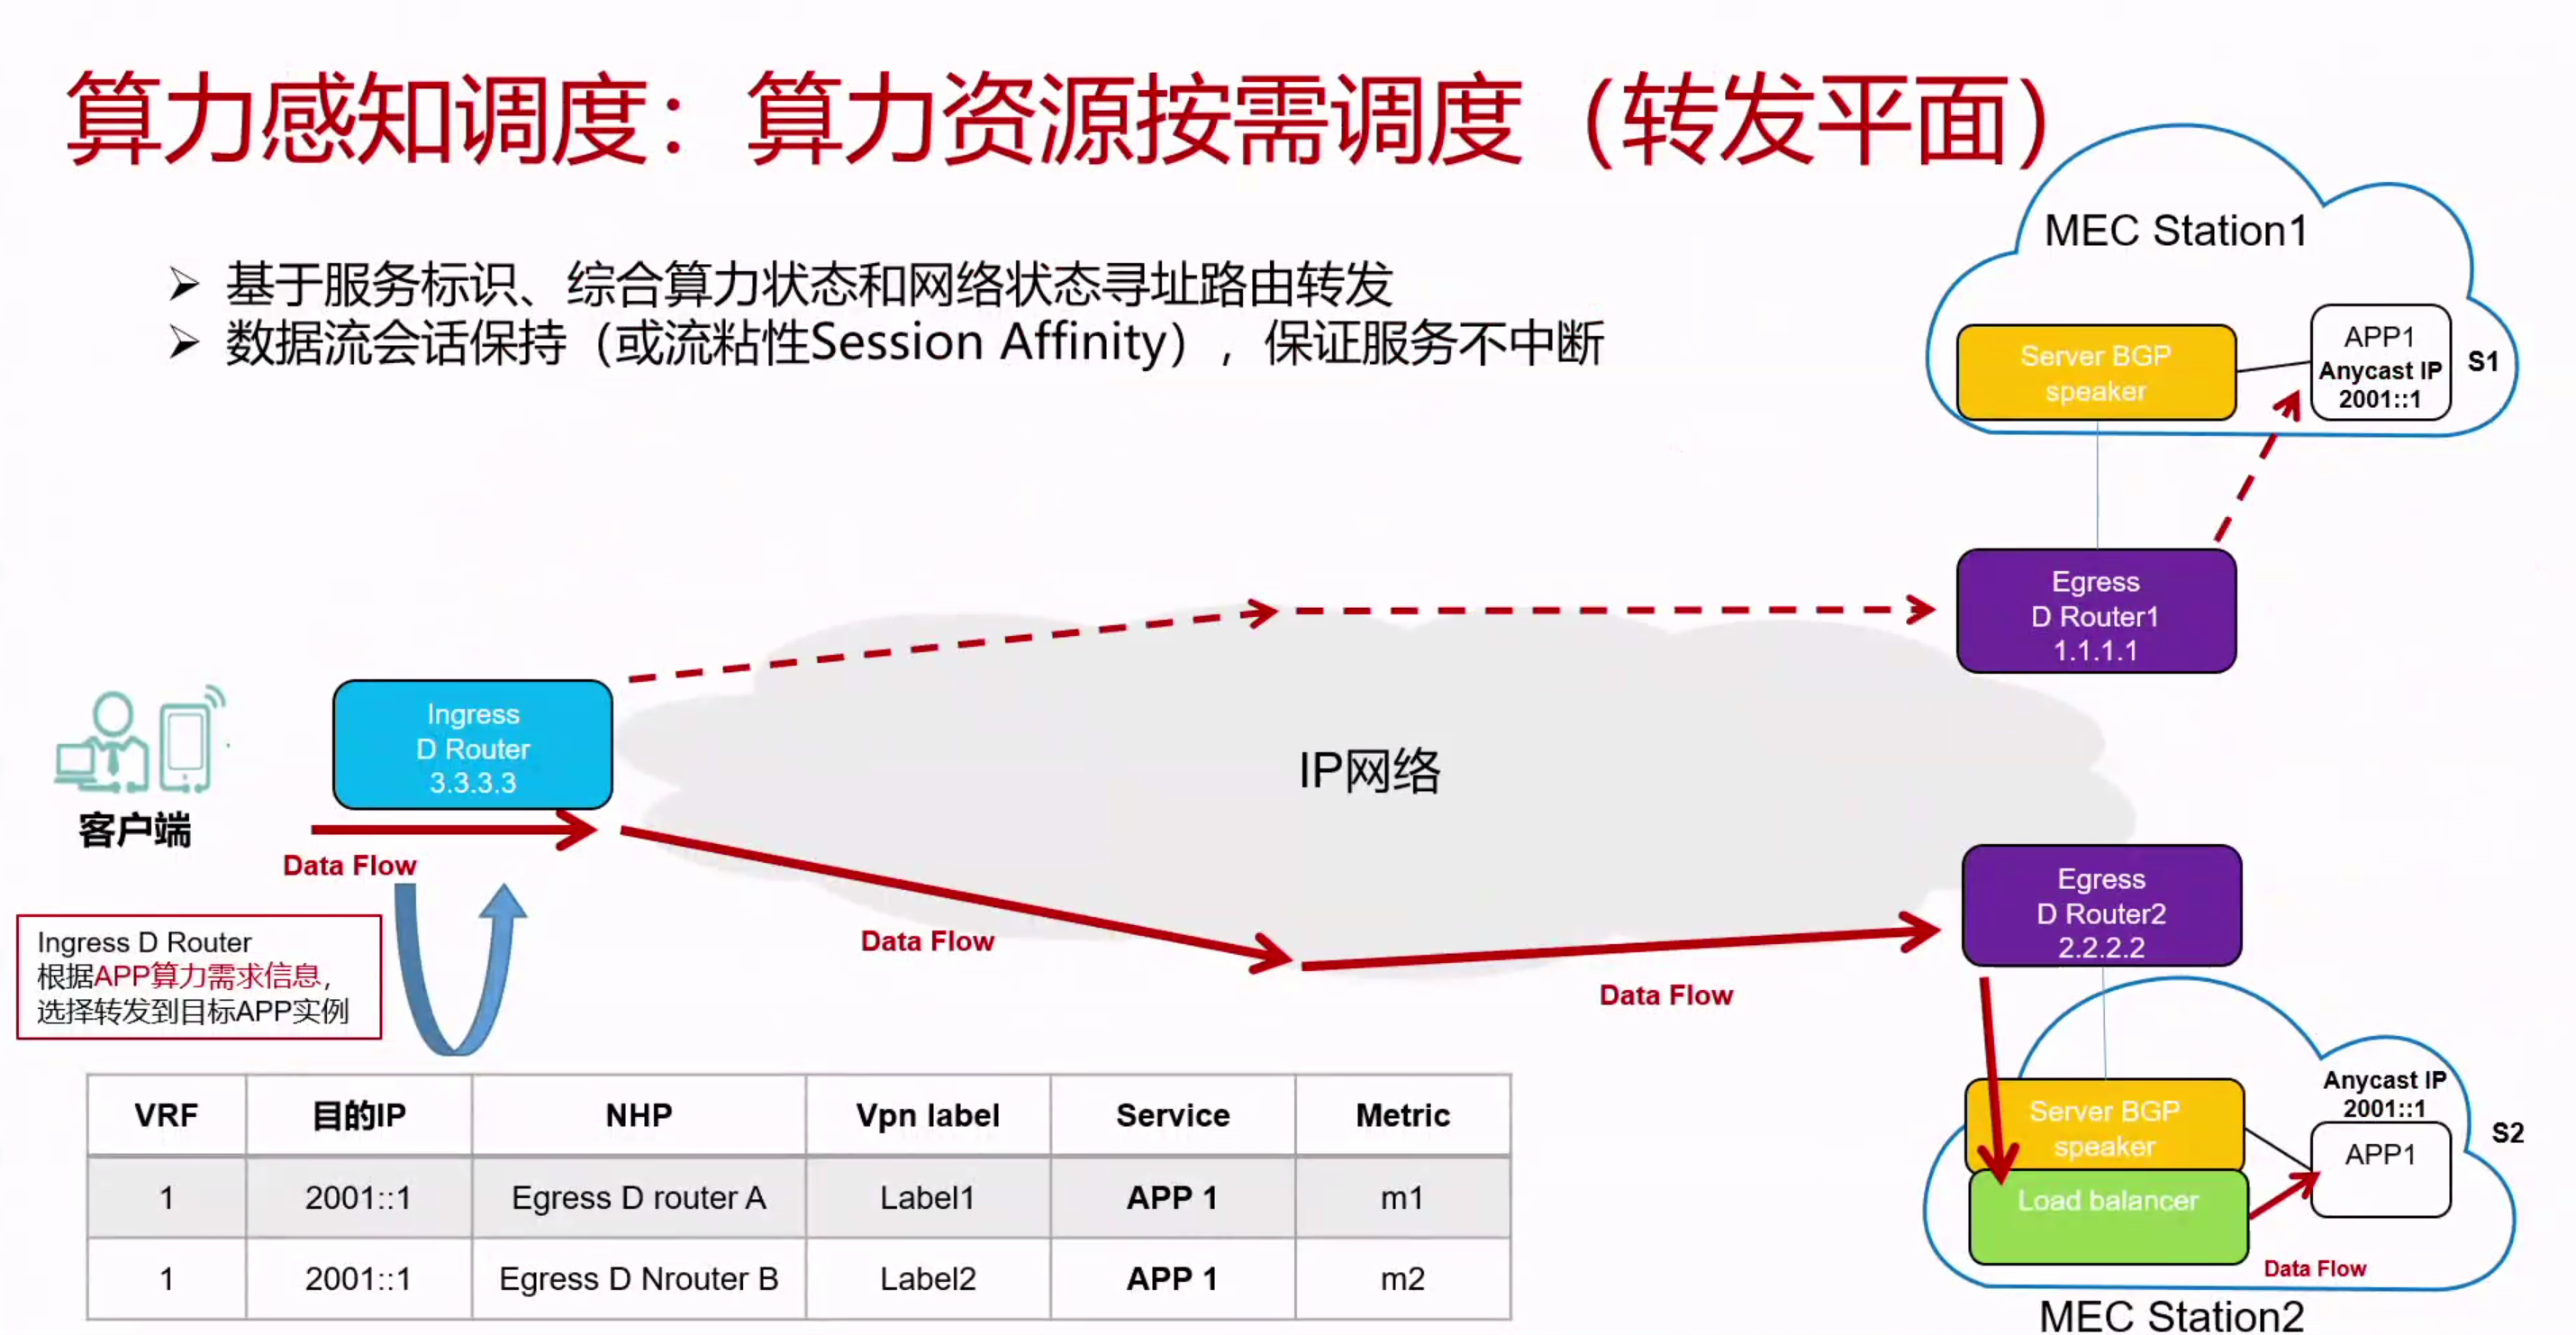 算力感知调度：算力资源按需调度（转发平面）
基于服务标识、综合算力状态和网络状态寻址路由转发
数据流会话保持（或流粘性Session Affinity），保证服务不中断
MEC Station1
Server BGP
speaker
APP1
Anycast IP
2001::1
S1
Egress
D Router1
1.1.1.1
Ingress
D Router
3.3.3.3
IP网络
客户端
Data Flow
Data Flow
Data Flow
Egress
D Router2
2.2.2.2
Ingress D Router
根据APP算力需求信息，
选择转发到目标APP实例
Anycast IP
2001::1
Server BGP
speaker
APP1
S2
Load balancer
Data Flow
MEC Station2
VRF 目的IP NHP Vpn label Service Metric
1 2001::1 Egress D router A Label1 APP 1 m1
1 2001::1 Egress D Nrouter B Label2 APP 1 m2